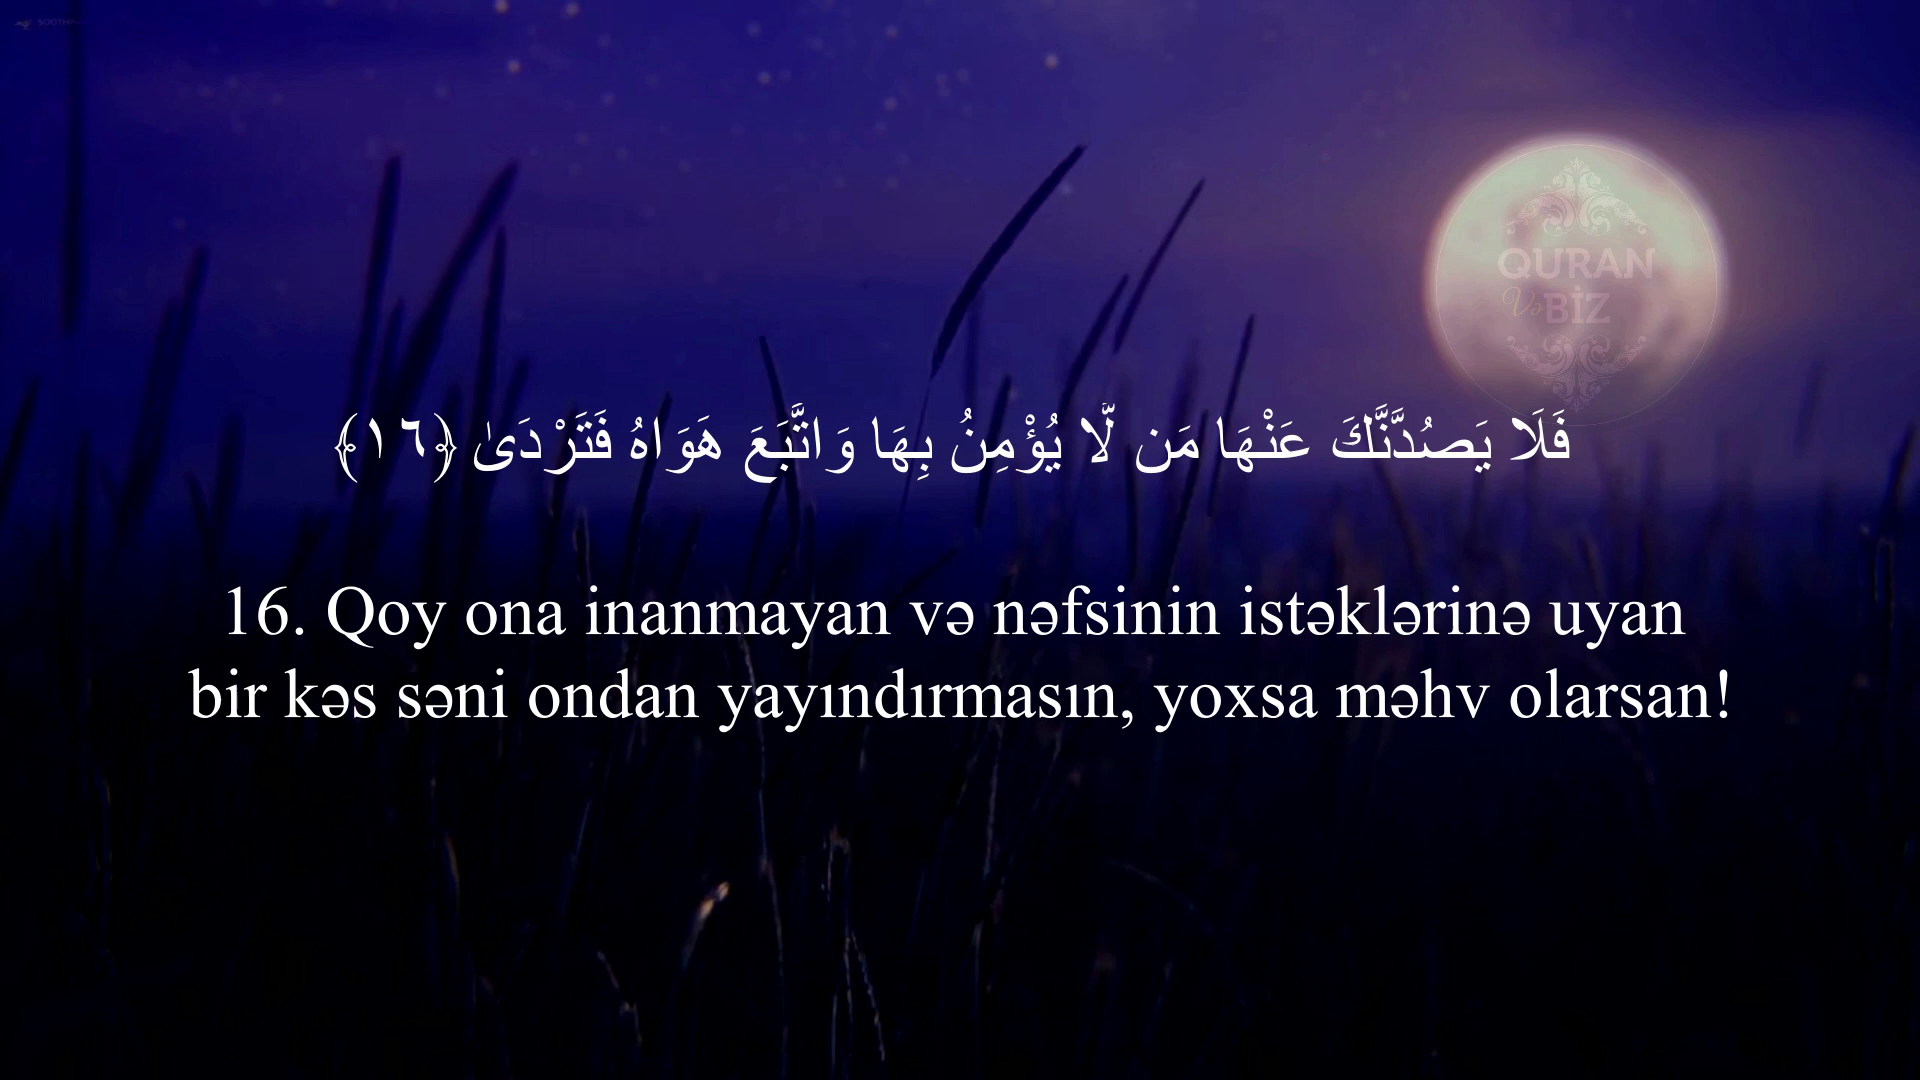 QURAN
Və BİZ
فَلَا يَصُدَّنَّكَ عَنْهَا مَن لَّا يُؤْمِنُ بِهَا وَاتَّبَعَ هَوَاهُ فَتَرْدَىٰ ﴿١٦﴾
16. Qoy ona inanmayan və nəfsinin istəklərinə uyan
bir kəs səni ondan yayındırmasın, yoxsa məhv olarsan!